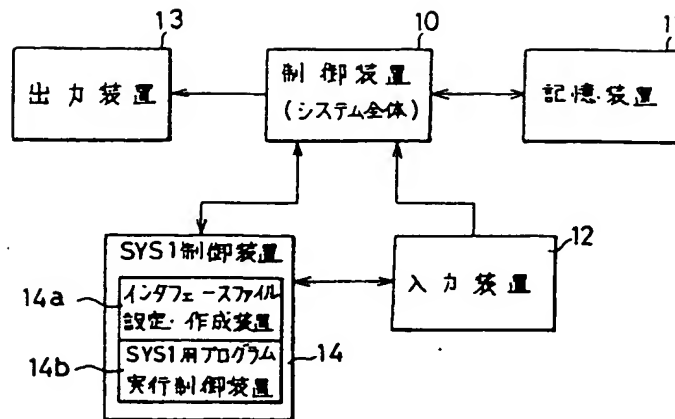 13
出力装置
10
制御装置
(システム全体)
記憶装置
SYS1制御装置
14a
インタフェースファイル
設定・作成装置
14b
SYS1用プログラム
実行制御装置
14
12
入力装置